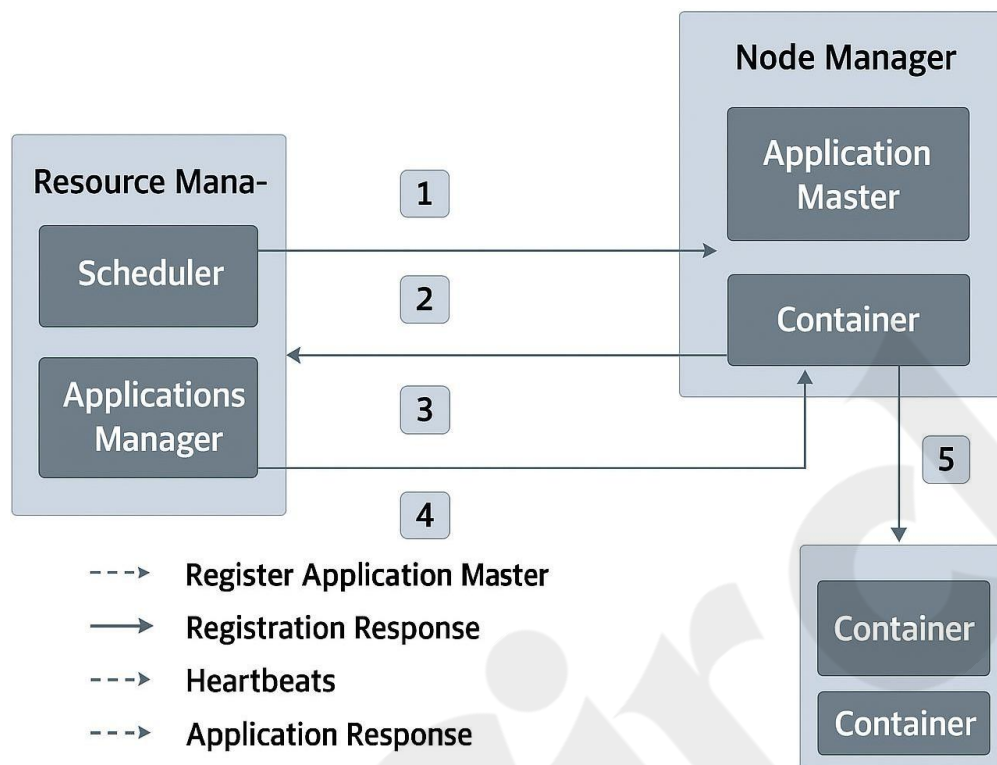 Node Manager
Application
Master
Container
Resource Mana-
Scheduler
Applications
Manager
1
2
3
4
5
Register Application Master
Registration Response
Heartbeats
Application Response
Container
Container